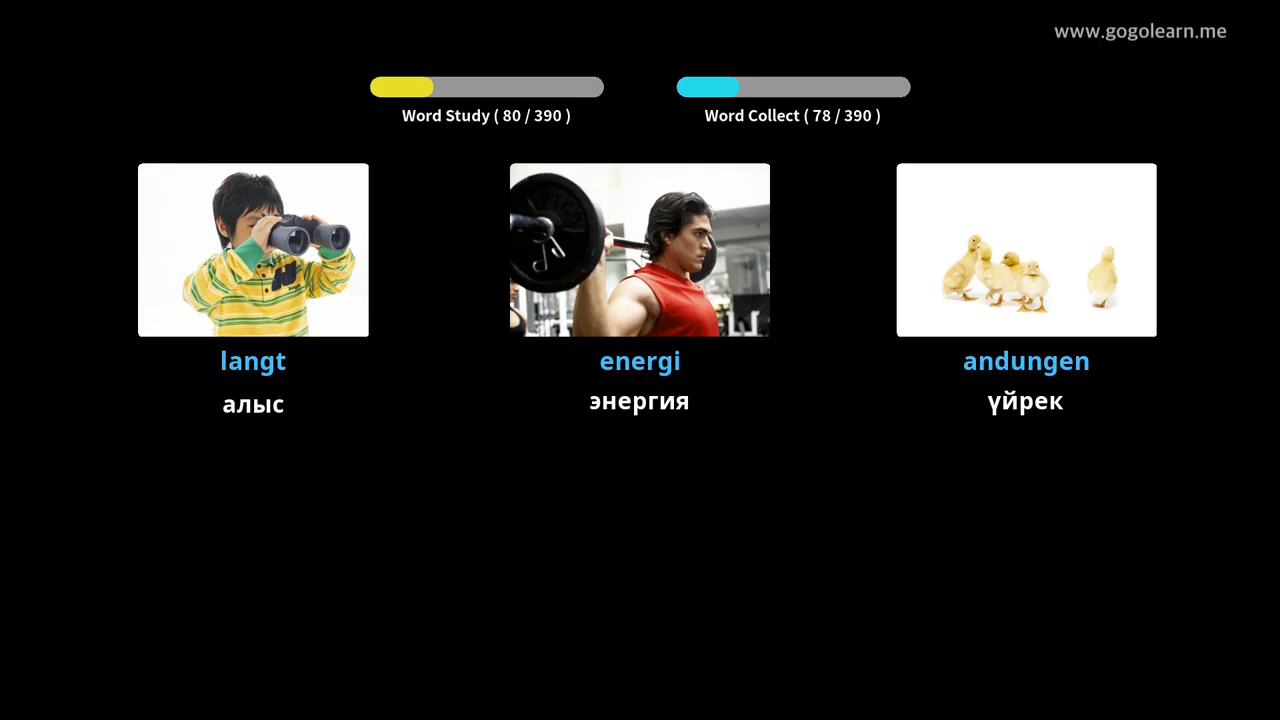 www.gogolearn.me
Word Study ( 80 / 390 )
Word Collect ( 78 / 390 )
langt
energi
andungen
алыс
энергия
үйрек